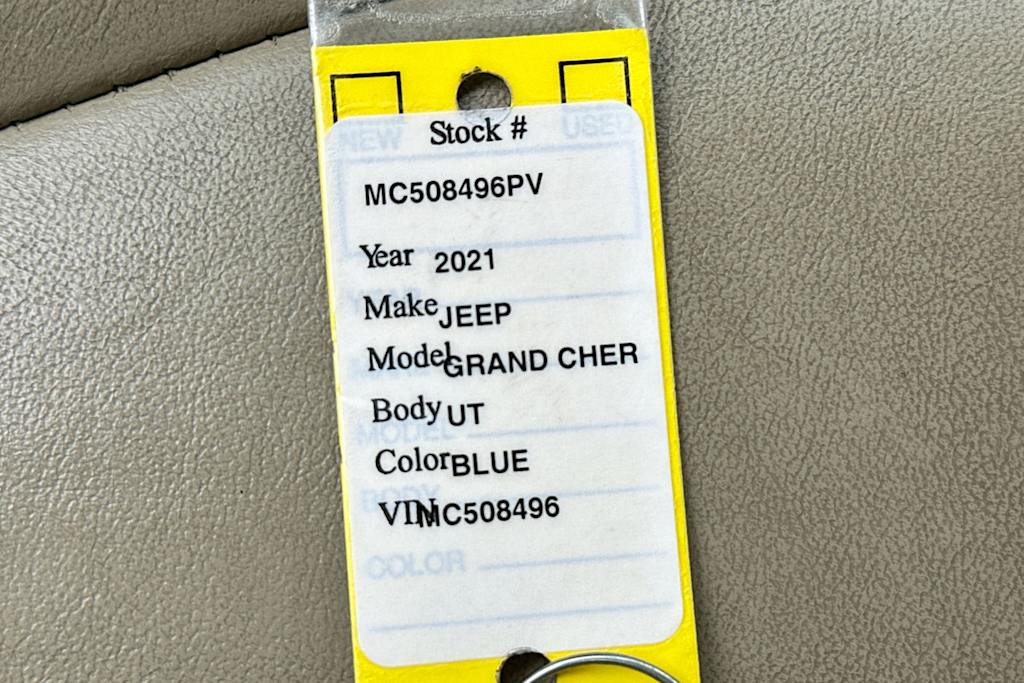 NEW USED
Stock #
MC508496PV
Year 2021
Make JEEP
Model GRAND CHER
MODEL
Body UT
BODY
Color BLUE
VIN MC508496
COLOR